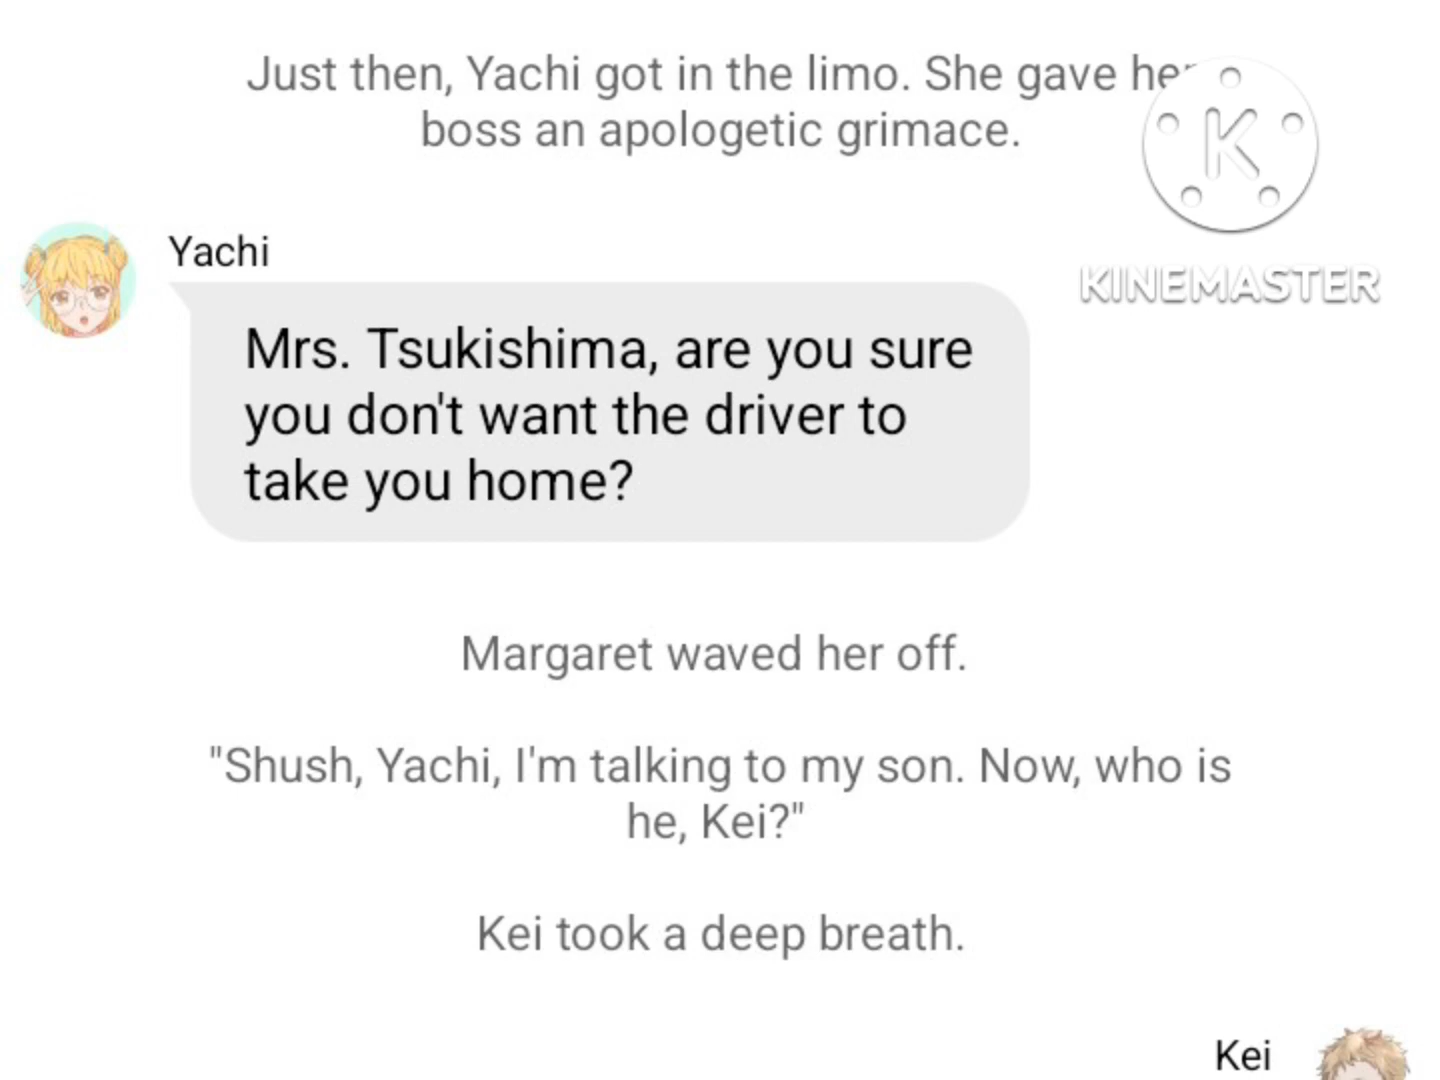 Just then, Yachi got in the limo. She gave her
boss an apologetic grimace.
K
KINEMASTER
Yachi
Mrs. Tsukishima, are you sure
you don't want the driver to
take you home?
Margaret waved her off.
"Shush, Yachi, I'm talking to my son. Now, who is
he, Kei?"
Kei took a deep breath.
Kei